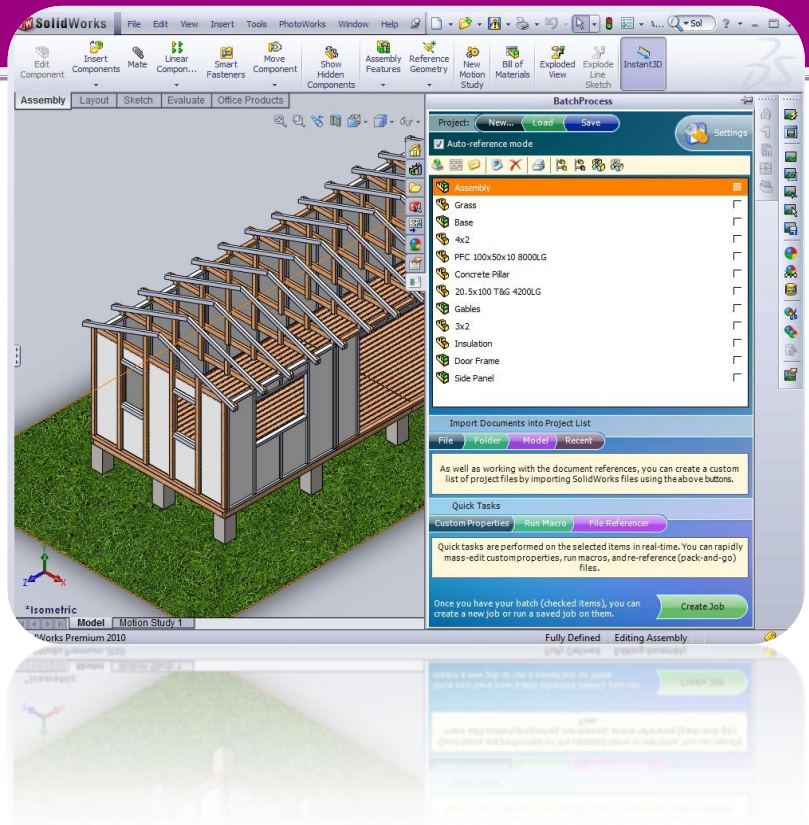 SolidWorks File Edit View Insert Tools PhotoWorks Window Help Sol ?
Edit Component
Insert Components
Mate
Linear Compon...
Smart Fasteners
Move Component
Show Hidden Components
Assembly Features
Reference Geometry
New Motion Study
Bill of Materials
Exploded View
Explode Line Sketch
Instant3D
Assembly Layout Sketch Evaluate Office Products
BatchProcess
Project: New... Load Save
Settings
Auto-reference mode
Assembly
Grass
Base
4x2
PFC 100x50x10 8000LG
Concrete Pillar
20.5x100 T&G 4200LG
Gables
3x2
Insulation
Door Frame
Side Panel
Import Documents into Project List
File Folder Model Recent
As well as working with the document references, you can create a custom
list of project files by importing SolidWorks files using the above buttons.
Quick Tasks
Custom Properties Run Macro File Referencer
Quick tasks are performed on the selected items in real-time. You can rapidly
mass-edit custom properties, run macros, and re-reference (pack-and-go)
files.
Once you have your batch (checked items), you can
create a new job or run a saved job on them.
Create Job
Z X
*Isometric
Model Motion Study 1
Works Premium 2010
Fully Defined Editing Assembly